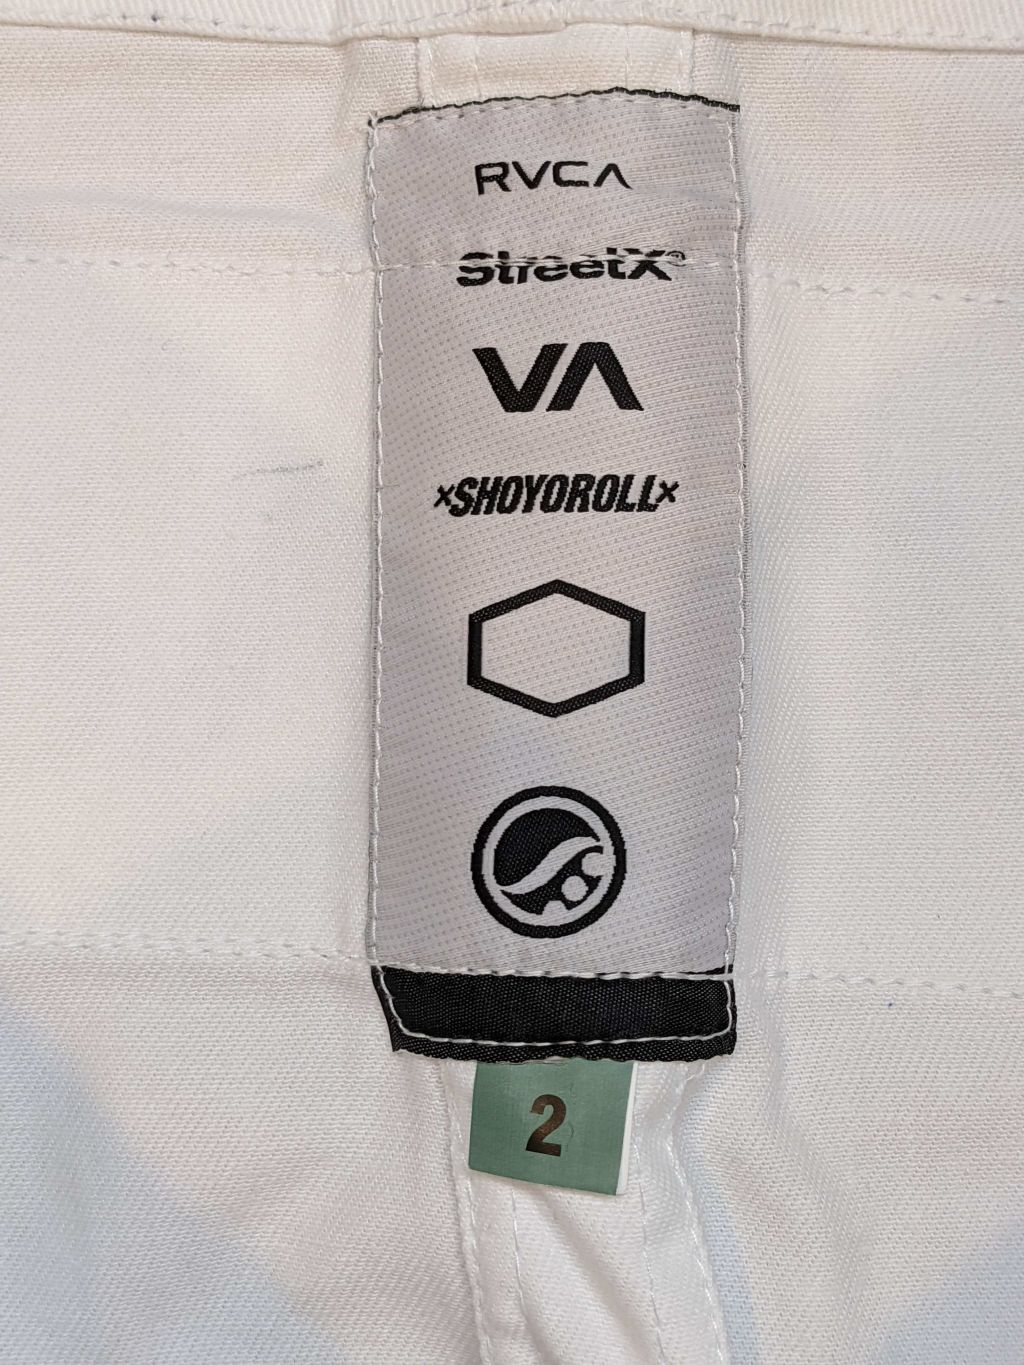 RVCA
StreetX®
VA
×SHOYOROLL×
2